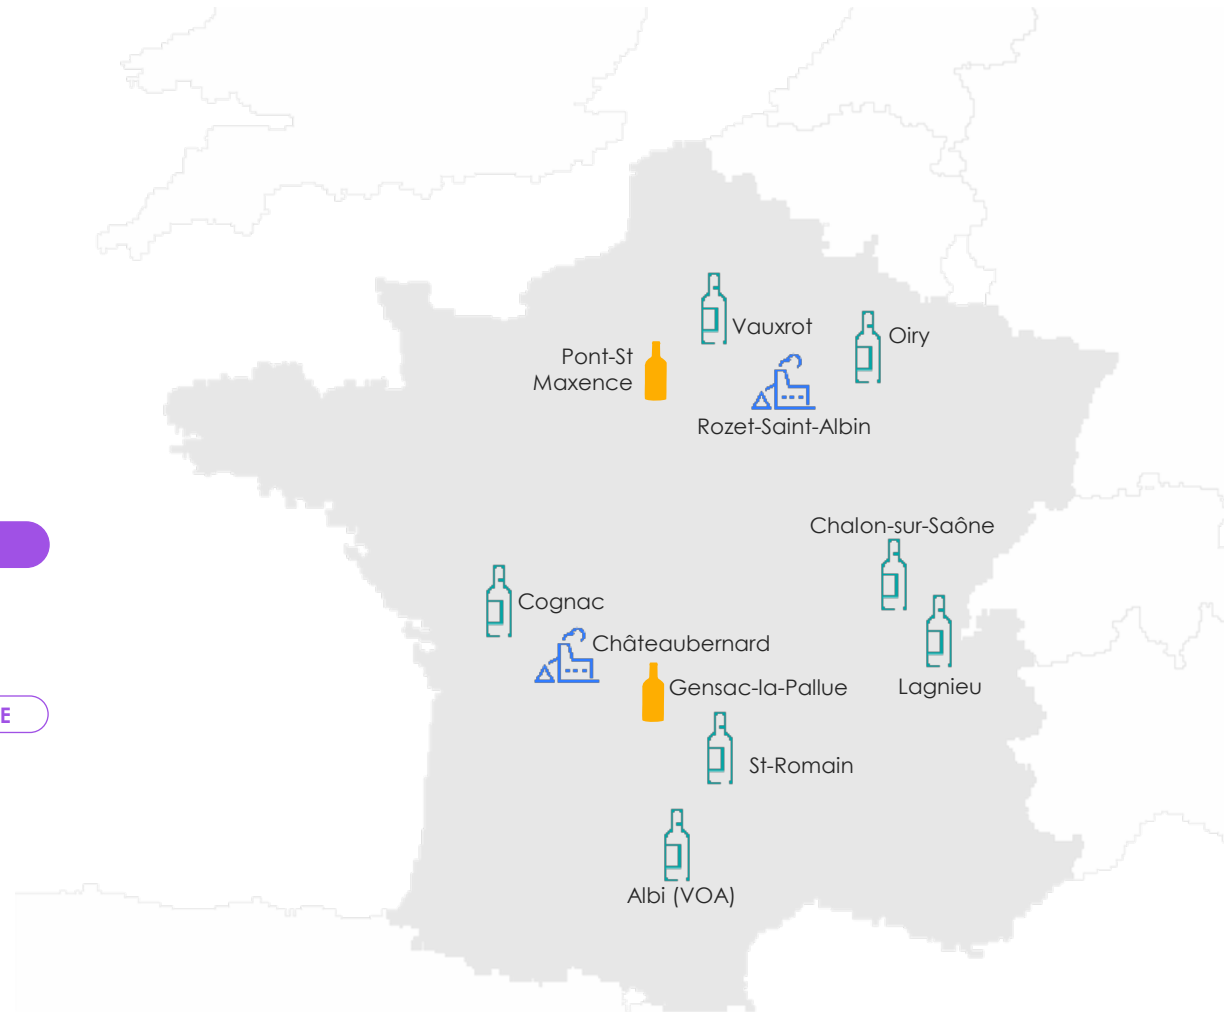 Vauxrot
Oiry
Pont-St
Maxence
Rozet-Saint-Albin
Chalon-sur-Saône
Cognac
Châteaubernard
Gensac-la-Pallue
Lagnieu
E
St-Romain
Albi (VOA)